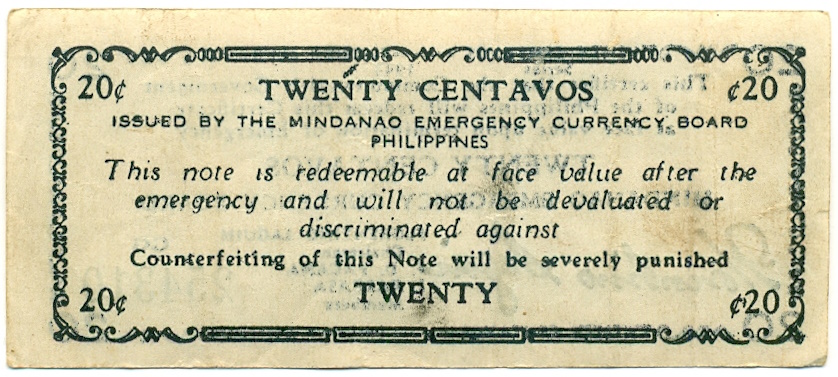 20¢ TWENTY CENTAVOS ¢20
ISSUED BY THE MINDANAO EMERGENCY CURRENCY BOARD
PHILIPPINES
This note is redeemable at face value after the
emergency and will not be devaluated or
discriminated against
Counterfeiting of this Note will be severely punished
20¢ TWENTY ¢20